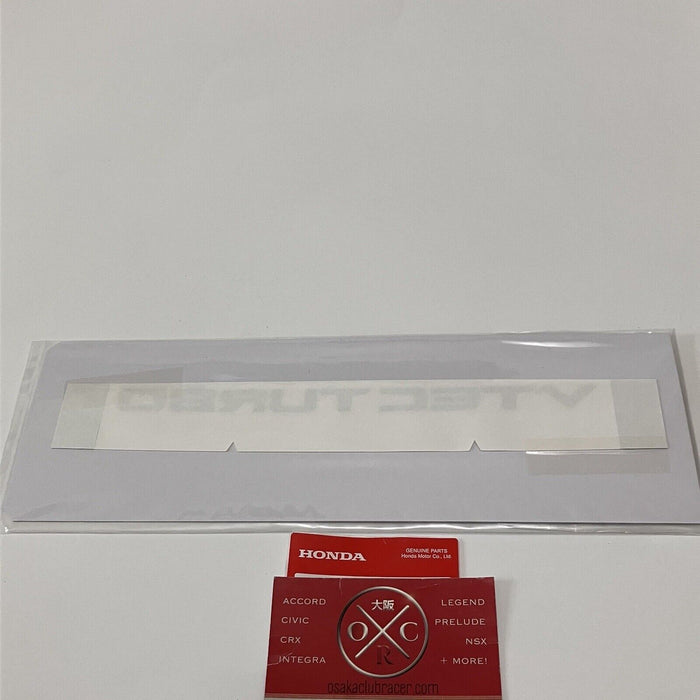 VTEC TURBO
HONDA
GENUINE PARTS
Honda Motor Co., Ltd.
ACCORD
CIVIC
CRX
INTEGRA
大阪
O C
R
LEGEND
PRELUDE
NSX
+ MORE!
osakaclubracer.com